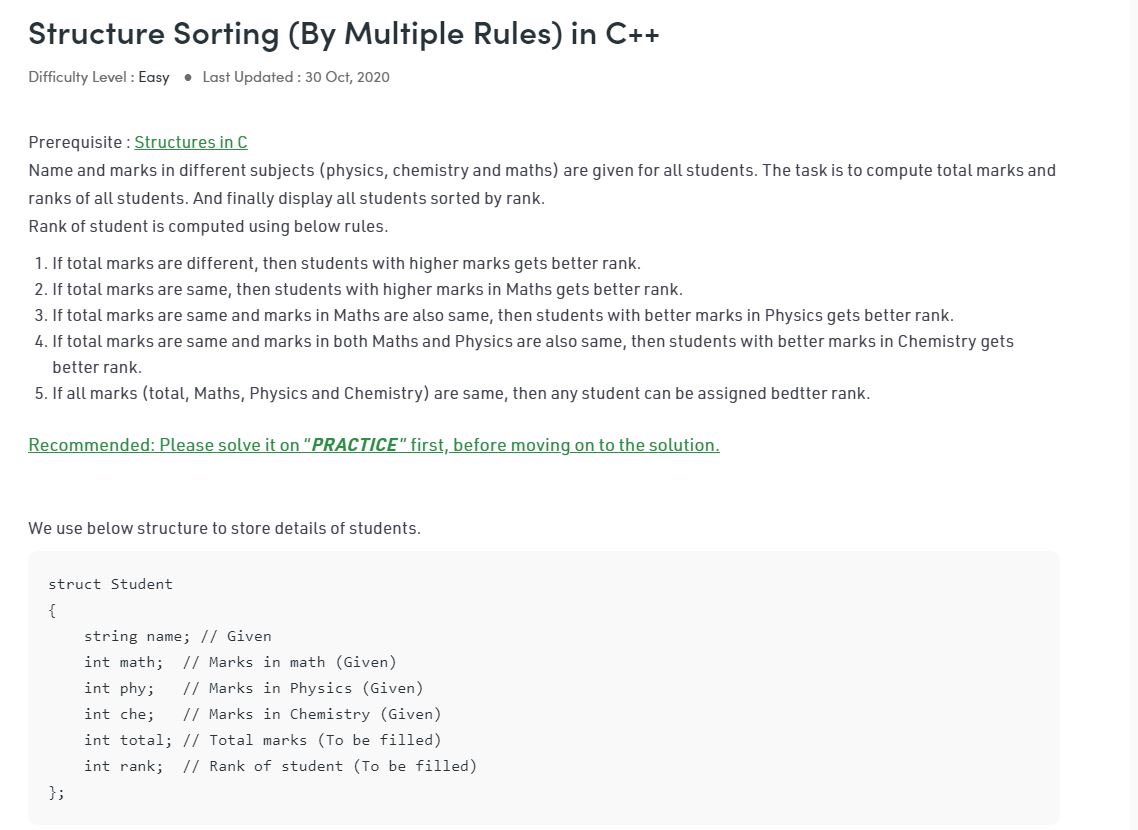 Structure Sorting (By Multiple Rules) in C++
Difficulty Level : Easy ● Last Updated : 30 Oct, 2020
Prerequisite : Structures in C
Name and marks in different subjects (physics, chemistry and maths) are given for all students. The task is to compute total marks and
ranks of all students. And finally display all students sorted by rank.
Rank of student is computed using below rules.
1. If total marks are different, then students with higher marks gets better rank.
2. If total marks are same, then students with higher marks in Maths gets better rank.
3. If total marks are same and marks in Maths are also same, then students with better marks in Physics gets better rank.
4. If total marks are same and marks in both Maths and Physics are also same, then students with better marks in Chemistry gets
better rank.
5. If all marks (total, Maths, Physics and Chemistry) are same, then any student can be assigned bedtter rank.
Recommended: Please solve it on "PRACTICE" first, before moving on to the solution.
We use below structure to store details of students.
struct Student
{
    string name; // Given
    int math;  // Marks in math (Given)
    int phy;   // Marks in Physics (Given)
    int che;   // Marks in Chemistry (Given)
    int total; // Total marks (To be filled)
    int rank;  // Rank of student (To be filled)
};